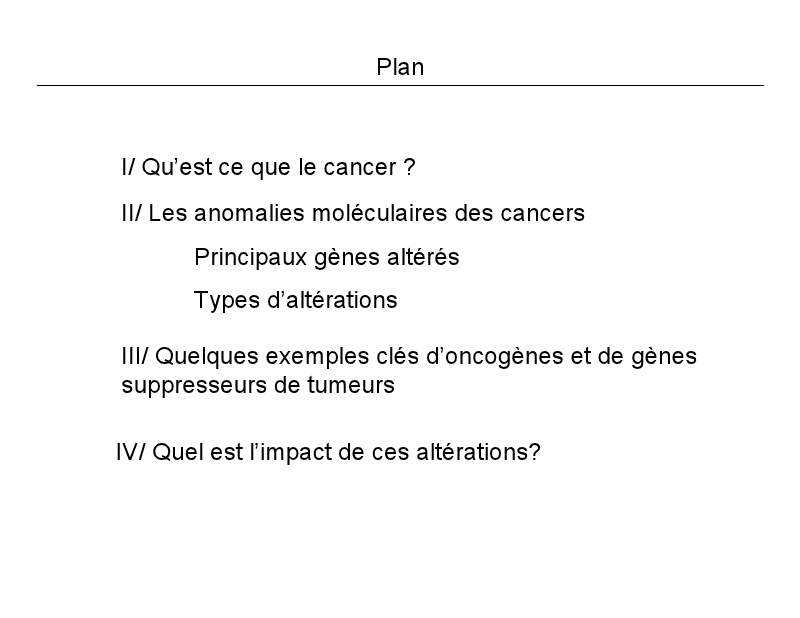 Plan
I/ Qu’est ce que le cancer ?
II/ Les anomalies moléculaires des cancers
Principaux gènes altérés
Types d’altérations
III/ Quelques exemples clés d’oncogènes et de gènes
suppresseurs de tumeurs
IV/ Quel est l’impact de ces altérations?